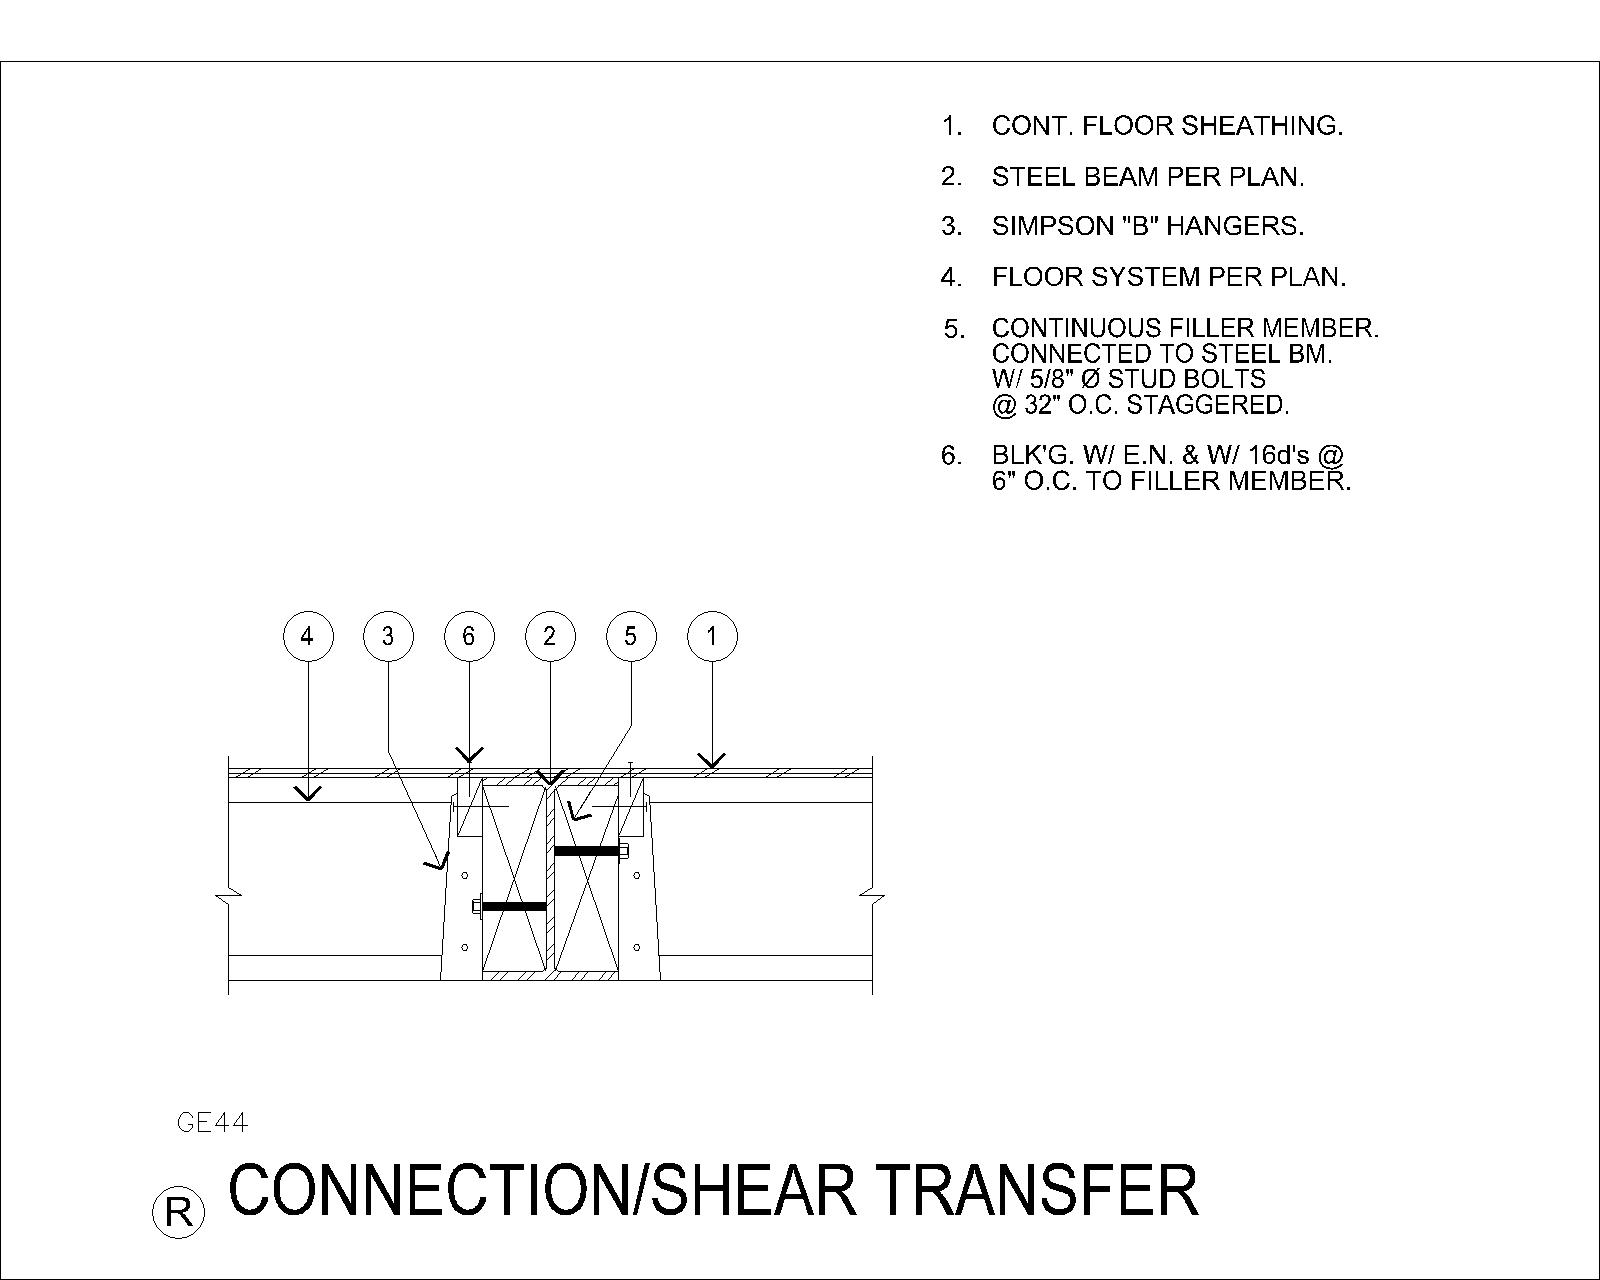 1. CONT. FLOOR SHEATHING.
2. STEEL BEAM PER PLAN.
3. SIMPSON "B" HANGERS.
4. FLOOR SYSTEM PER PLAN.
5. CONTINUOUS FILLER MEMBER.
CONNECTED TO STEEL BM.
W/ 5/8" Ø STUD BOLTS
@ 32" O.C. STAGGERED.
6. BLK'G. W/ E.N. & W/ 16d's @
6" O.C. TO FILLER MEMBER.
4 3 6 2 5 1
GE44
R CONNECTION/SHEAR TRANSFER